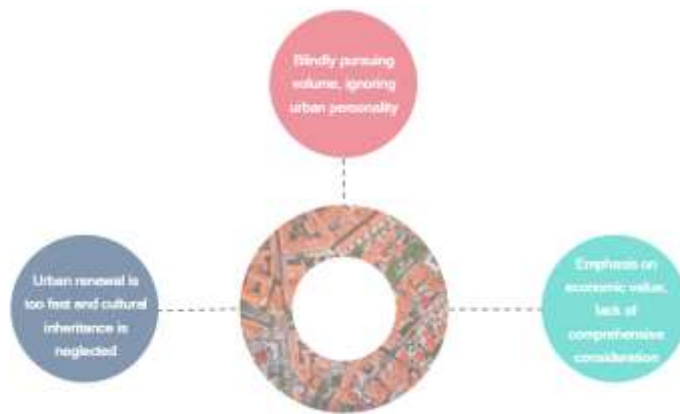 Blindly pursuing
volume, ignoring
urban personality
Urban renewal is
too fast and cultural
inheritance is
neglected
Emphasis on
economic value,
lack of
comprehensive
consideration